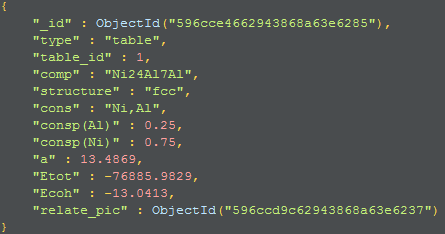 {
"_id" : ObjectId("596cce4662943868a63e6285"),
"type" : "table",
"table_id" : 1,
"comp" : "Ni24Al7Al",
"structure" : "fcc",
"cons" : "Ni,Al",
"consp(Al)" : 0.25,
"consp(Ni)" : 0.75,
"a" : 13.4869,
"Etot" : -76885.9829,
"Ecoh" : -13.0413,
"relate_pic" : ObjectId("596ccd9c62943868a63e6237")
}